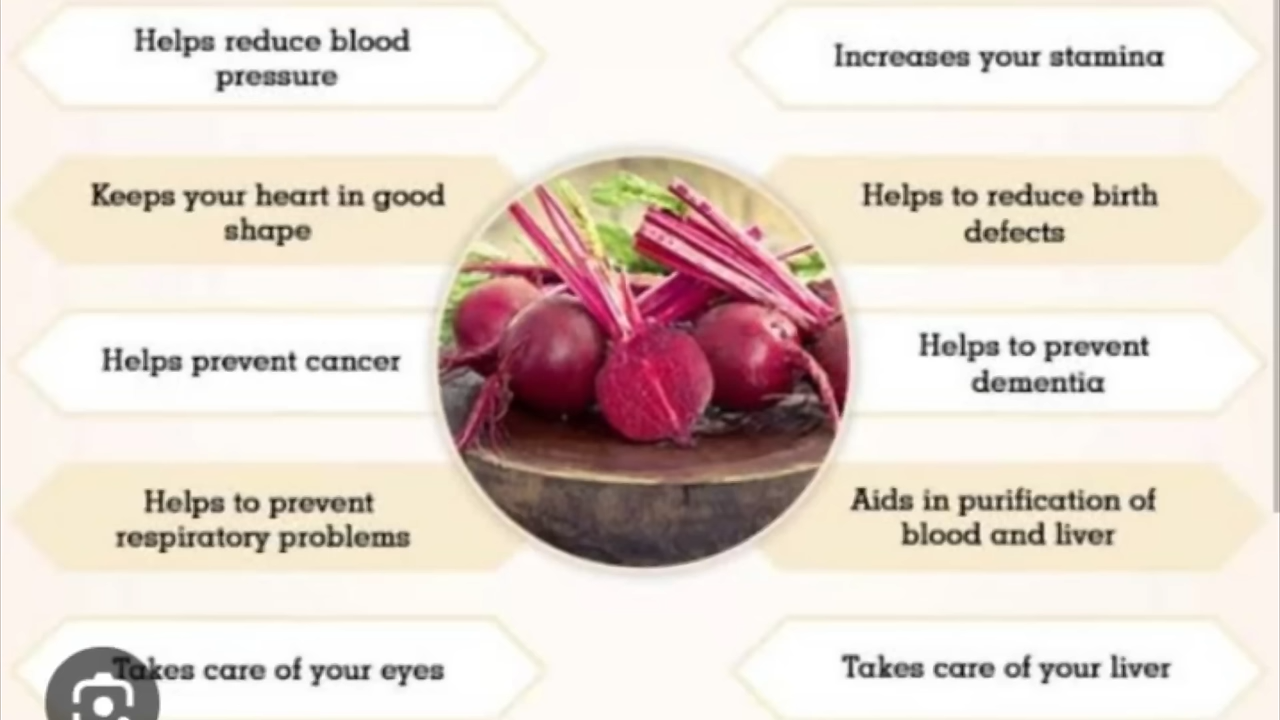 Helps reduce blood
pressure
Increases your stamina
Keeps your heart in good
shape
Helps to reduce birth
defects
Helps prevent cancer
Helps to prevent
dementia
Helps to prevent
respiratory problems
Aids in purification of
blood and liver
Takes care of your eyes
Takes care of your liver